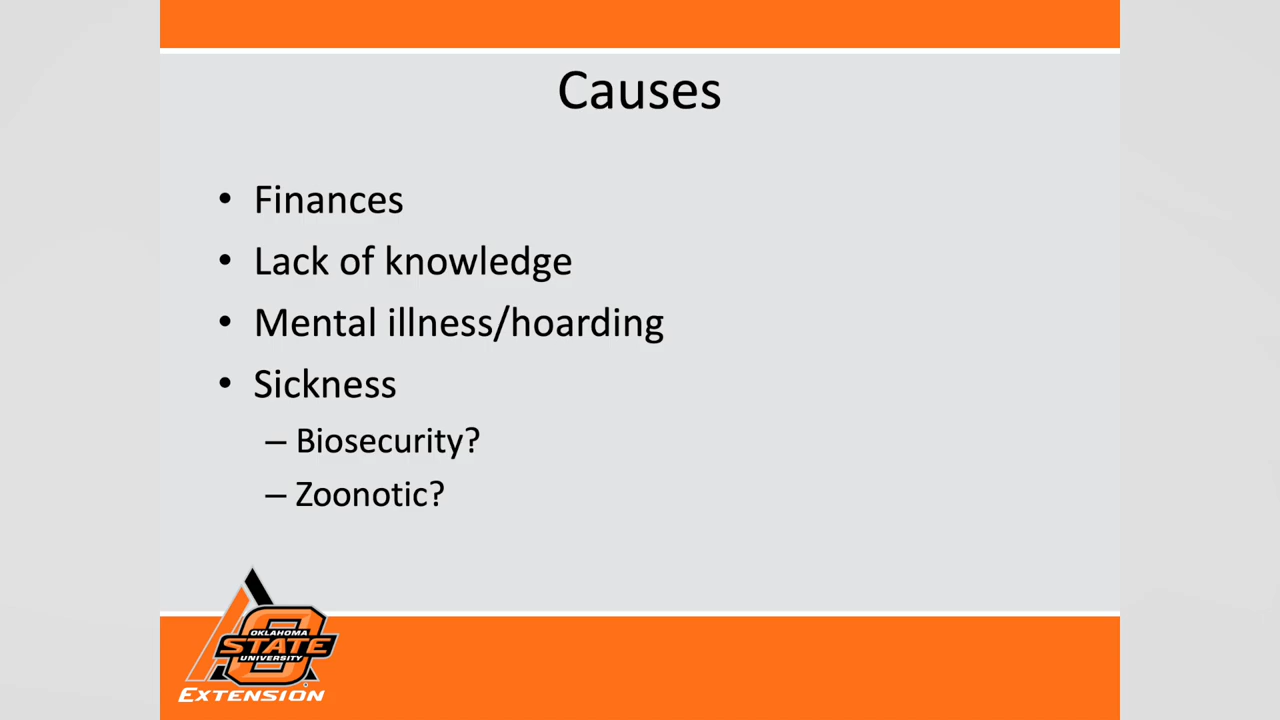 Causes
• Finances
• Lack of knowledge
• Mental illness/hoarding
• Sickness
– Biosecurity?
– Zoonotic?
OKLAHOMA
STATE
UNIVERSITY
EXTENSION